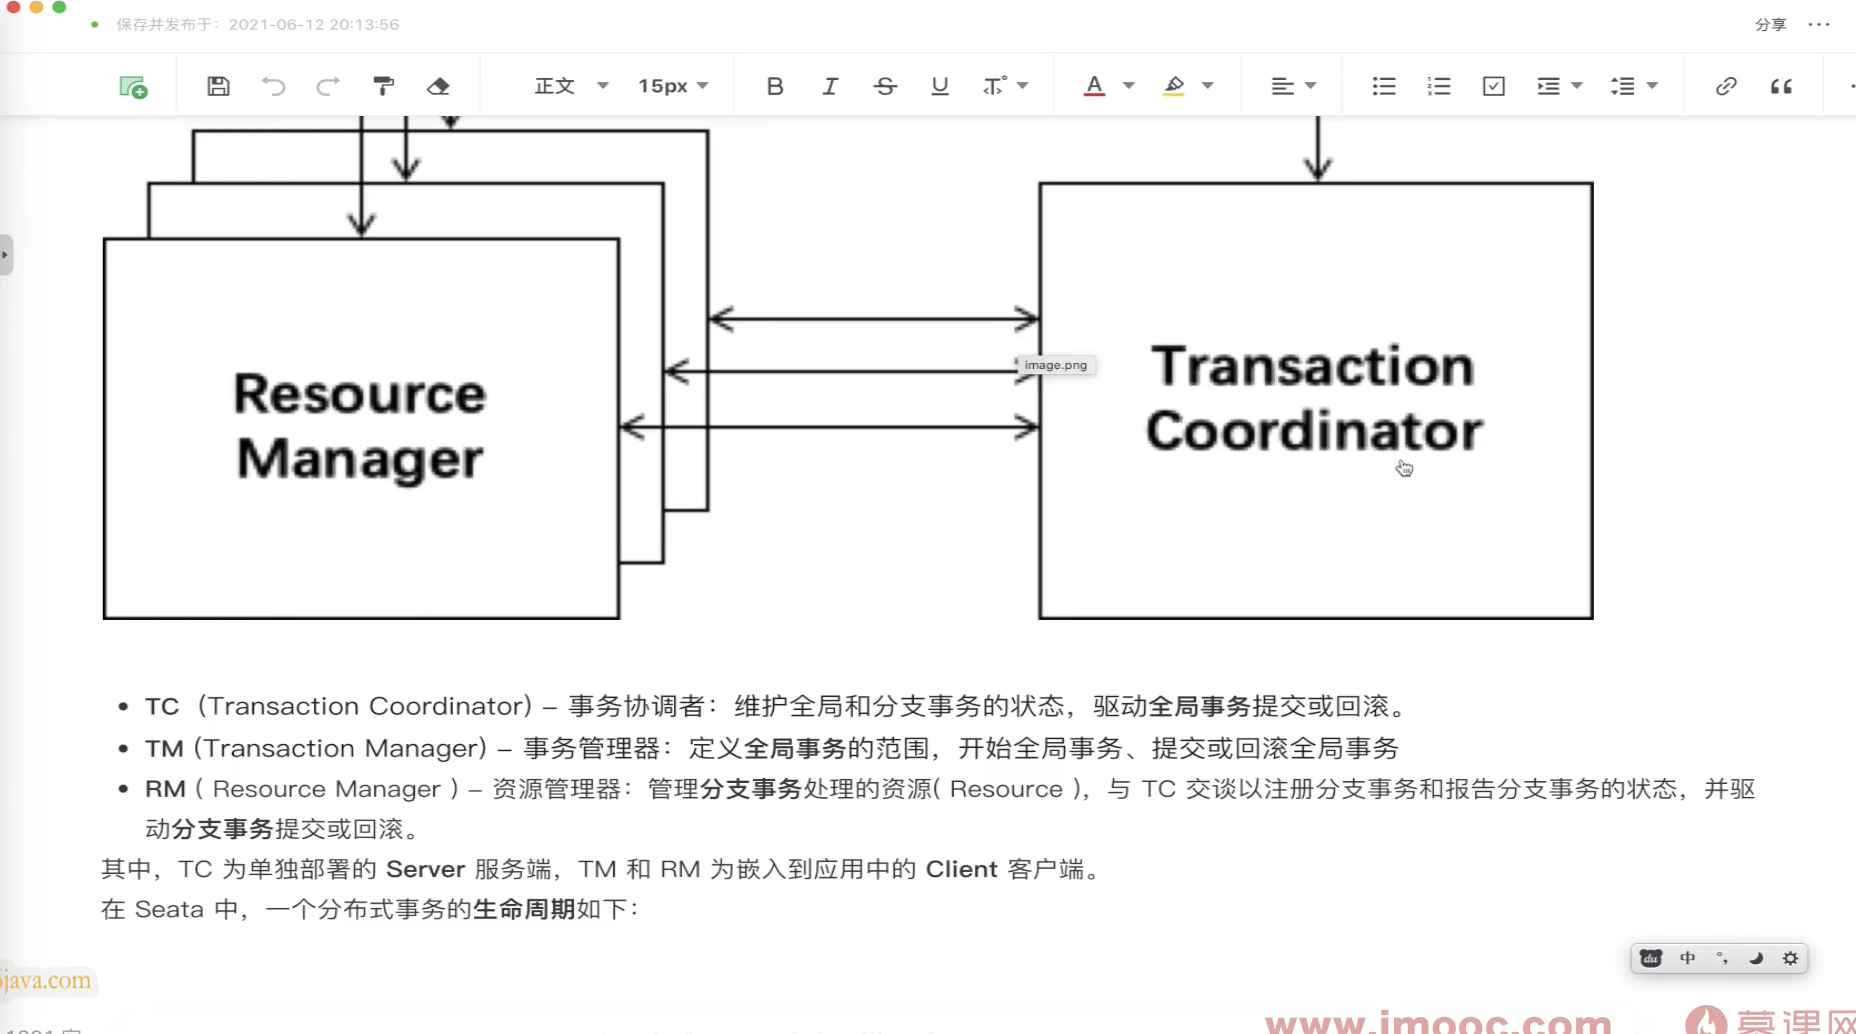 保存并发布于：2021-06-12 20:13:56
分享
正文 15px
Resource
Manager
image.png
Transaction
Coordinator
TC（Transaction Coordinator) – 事务协调者：维护全局和分支事务的状态，驱动全局事务提交或回滚。
TM (Transaction Manager) – 事务管理器：定义全局事务的范围，开始全局事务、提交或回滚全局事务
RM ( Resource Manager ) – 资源管理器：管理分支事务处理的资源( Resource )，与 TC 交谈以注册分支事务和报告分支事务的状态，并驱
动分支事务提交或回滚。
其中，TC 为单独部署的 Server 服务端，TM 和 RM 为嵌入到应用中的 Client 客户端。
在 Seata 中，一个分布式事务的生命周期如下：
du 中
java.com
www.imooc.com 慕课网